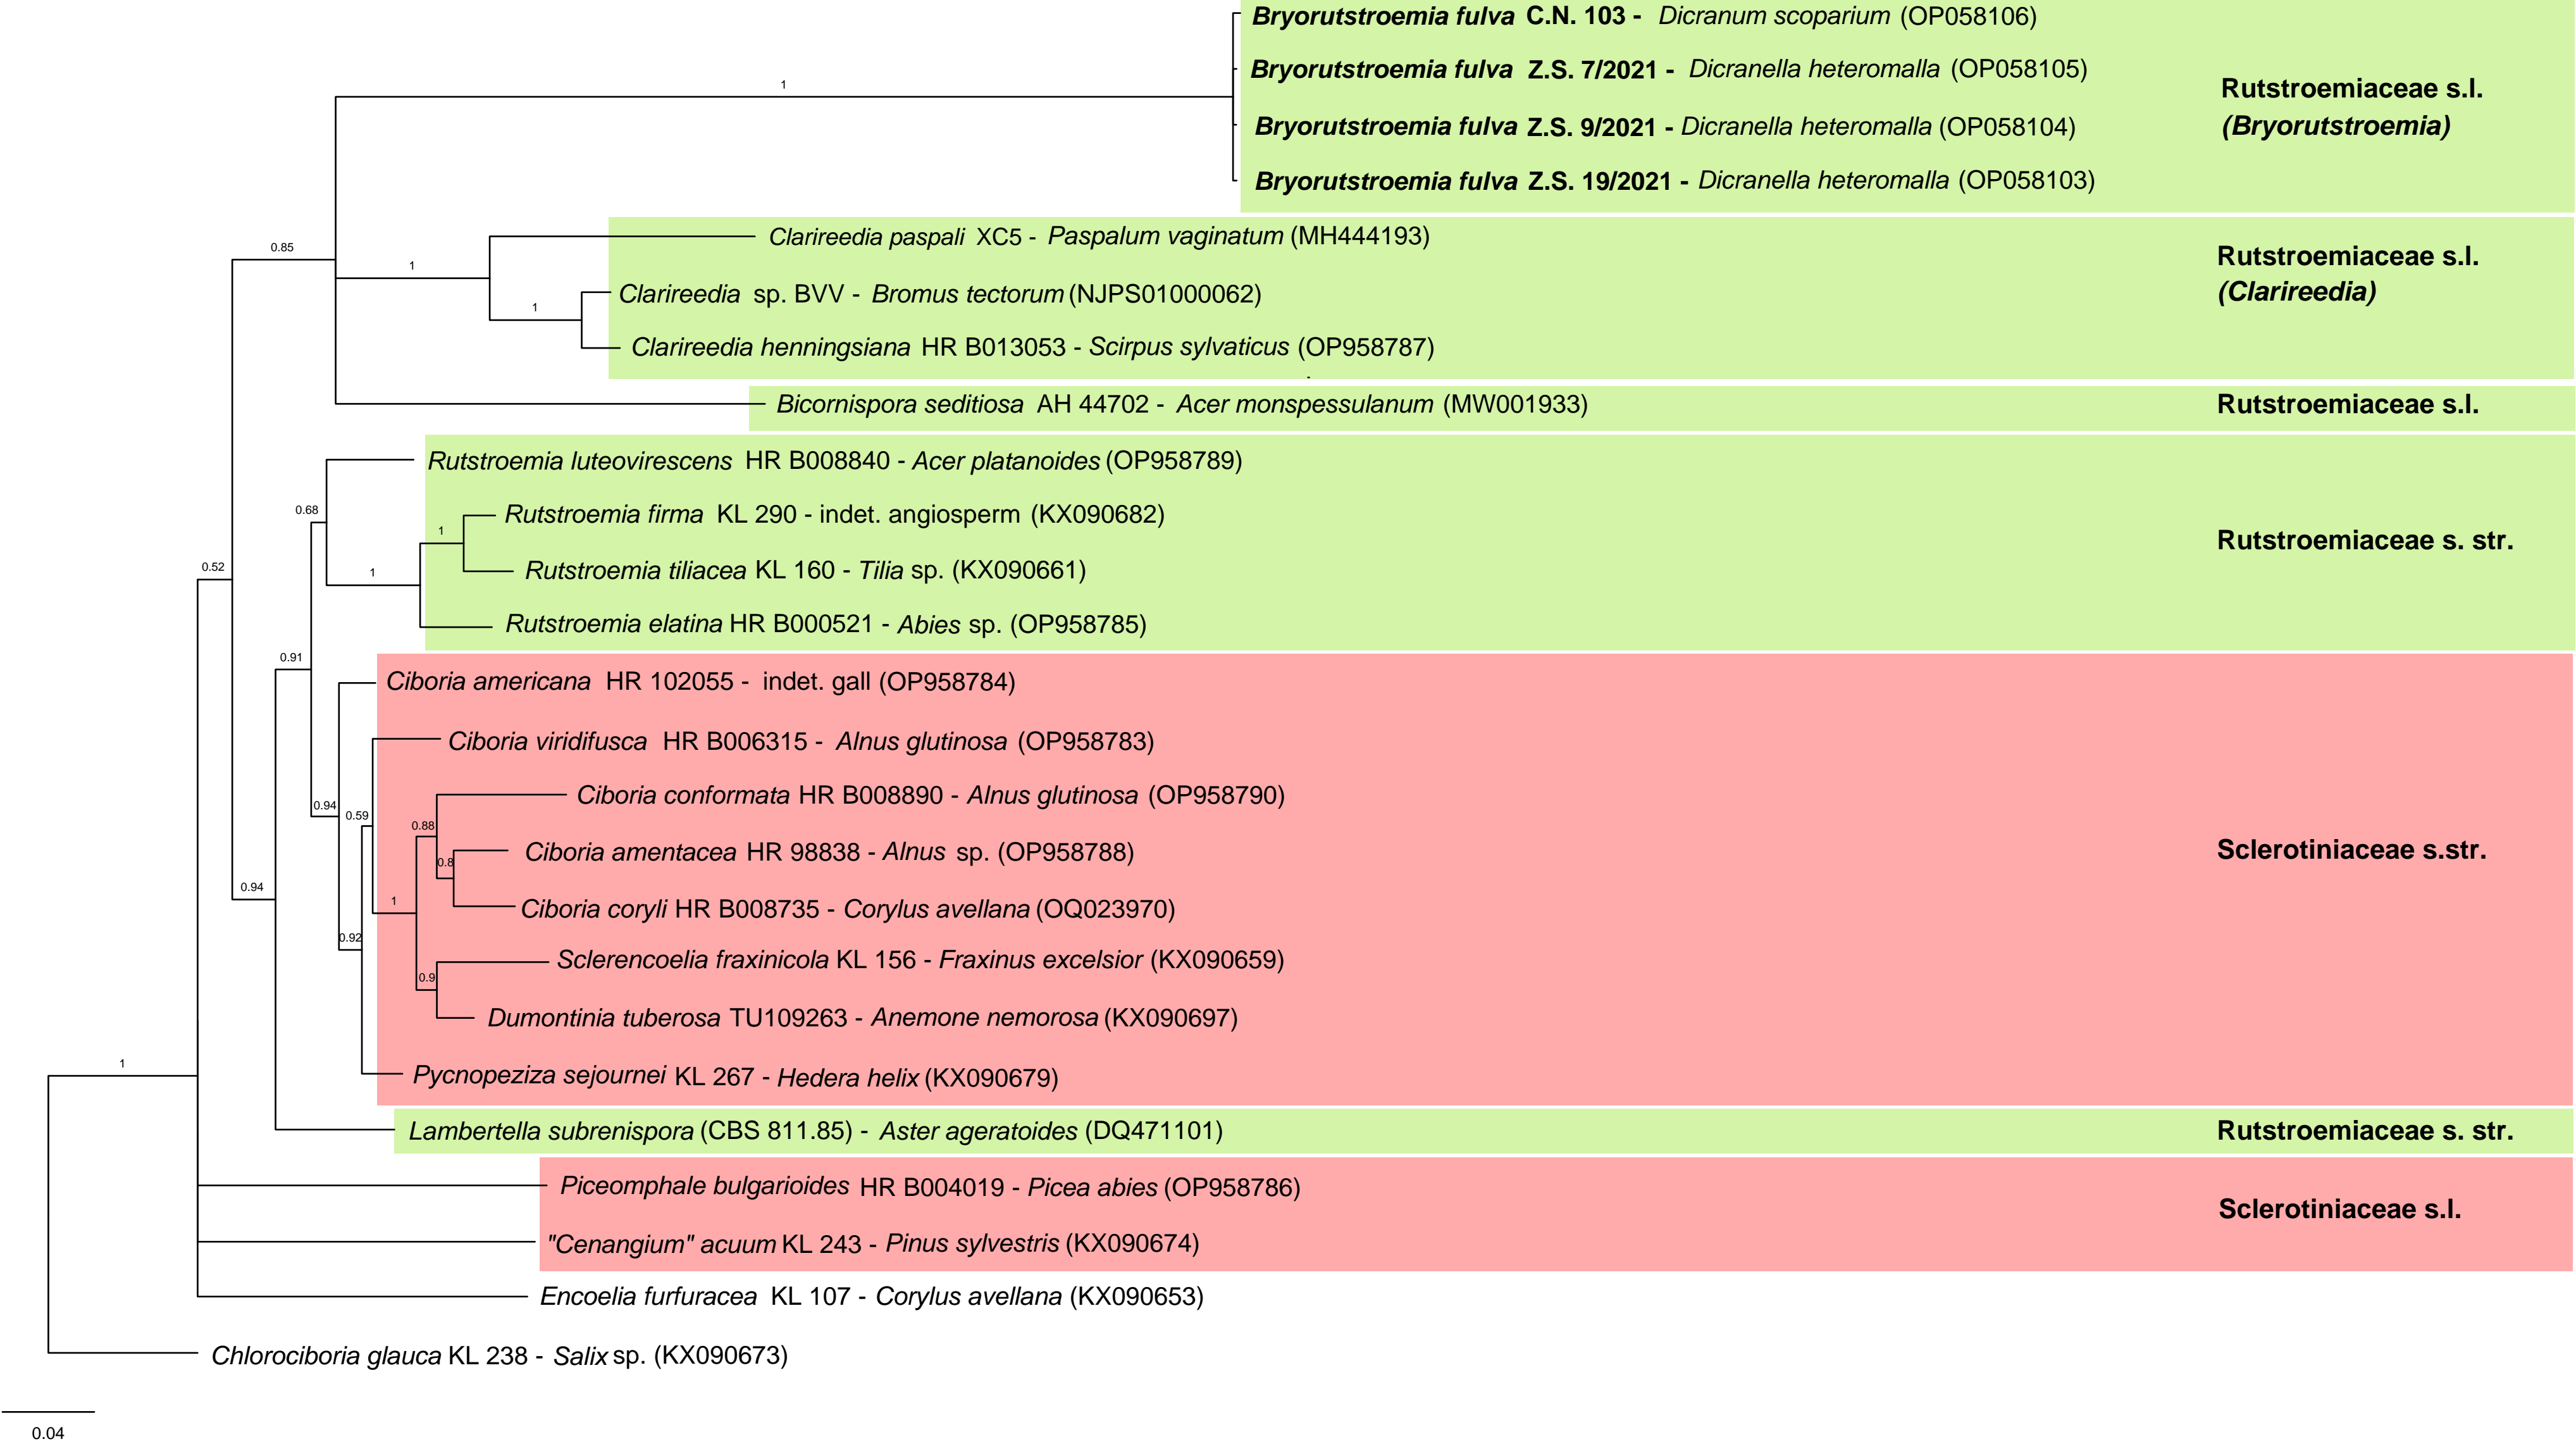 Bryorutstroemia fulva C.N. 103 - Dicranum scoparium (OP058106)
Bryorutstroemia fulva Z.S. 7/2021 - Dicranella heteromalla (OP058105)
1
Rutstroemiaceae s.l.
(Bryorutstroemia)
Bryorutstroemia fulva Z.S. 9/2021 - Dicranella heteromalla (OP058104)
Bryorutstroemia fulva Z.S. 19/2021 - Dicranella heteromalla (OP058103)
Clarireedia paspali XC5 - Paspalum vaginatum (MH444193)
0.85
1
Rutstroemiaceae s.l.
(Clarireedia)
Clarireedia sp. BVV - Bromus tectorum (NJPS01000062)
1
Clarireedia henningsiana HR B013053 - Scirpus sylvaticus (OP958787)
Bicornispora seditiosa AH 44702 - Acer monspessulanum (MW001933)
Rutstroemiaceae s.l.
Rutstroemia luteovirescens HR B008840 - Acer platanoides (OP958789)
0.68
Rutstroemia firma KL 290 - indet. angiosperm (KX090682)
1
Rutstroemiaceae s. str.
0.52
1
Rutstroemia tiliacea KL 160 - Tilia sp. (KX090661)
Rutstroemia elatina HR B000521 - Abies sp. (OP958785)
0.91
Ciboria americana HR 102055 - indet. gall (OP958784)
Ciboria viridifusca HR B006315 - Alnus glutinosa (OP958783)
Ciboria conformata HR B008890 - Alnus glutinosa (OP958790)
0.94
0.59
0.88
Ciboria amentacea HR 98838 - Alnus sp. (OP958788)
0.8
Sclerotiniaceae s.str.
0.94
1
Ciboria coryli HR B008735 - Corylus avellana (OQ023970)
0.92
Sclerencoelia fraxinicola KL 156 - Fraxinus excelsior (KX090659)
0.9
Dumontinia tuberosa TU109263 - Anemone nemorosa (KX090697)
1
Pycnopeziza sejournei KL 267 - Hedera helix (KX090679)
Lambertella subrenispora (CBS 811.85) - Aster ageratoides (DQ471101)
Rutstroemiaceae s. str.
Piceomphale bulgarioides HR B004019 - Picea abies (OP958786)
Sclerotiniaceae s.l.
"Cenangium" acuum KL 243 - Pinus sylvestris (KX090674)
Encoelia furfuracea KL 107 - Corylus avellana (KX090653)
Chlorociboria glauca KL 238 - Salix sp. (KX090673)
0.04